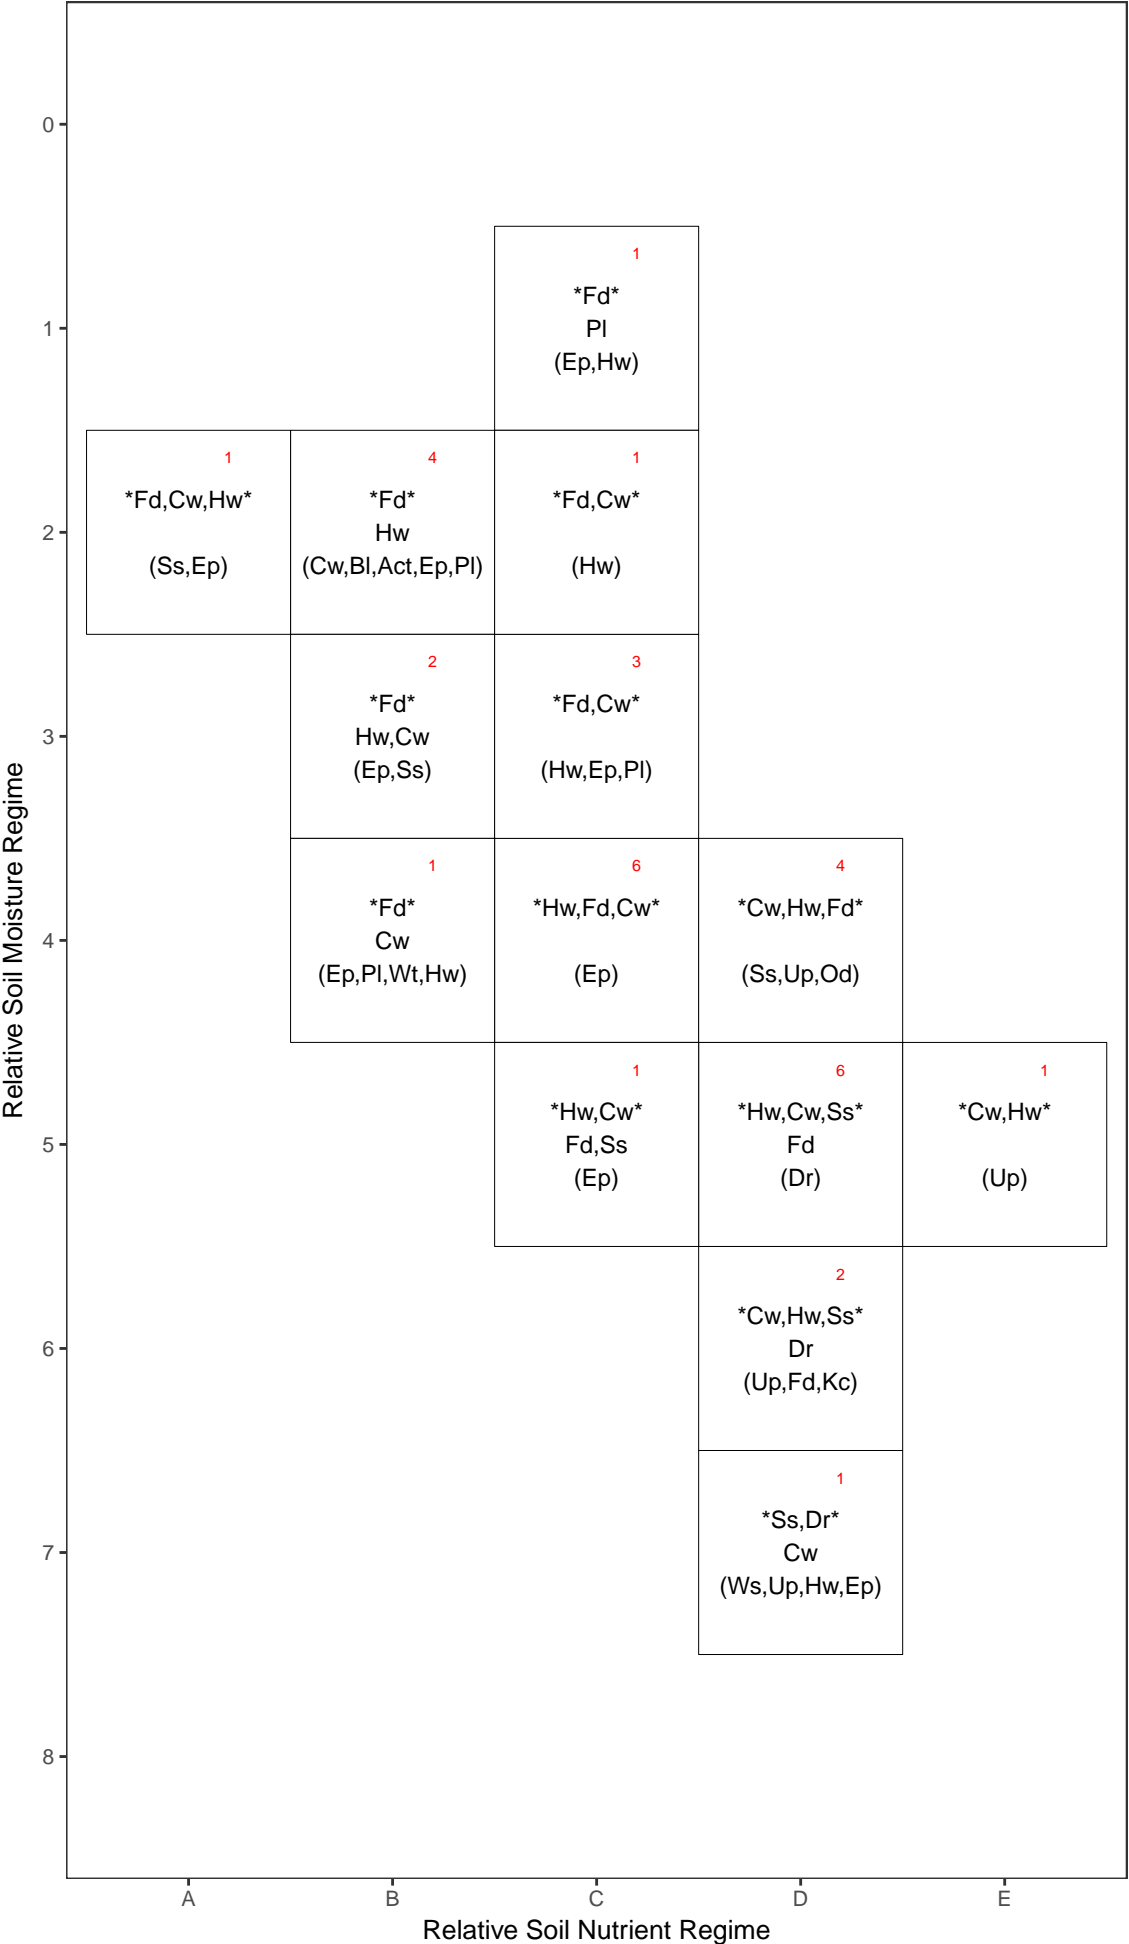 0
1
*Fd*
1
Pl
(Ep,Hw)
1
4
1
*Fd,Cw,Hw*
*Fd*
*Fd,Cw*
2
Hw
(Ss,Ep)
(Cw,Bl,Act,Ep,Pl)
(Hw)
2
3
*Fd*
*Fd,Cw*
3
Hw,Cw
(Ep,Ss)
(Hw,Ep,Pl)
Relative Soil Moisture Regime
1
6
4
*Fd*
*Hw,Fd,Cw*
*Cw,Hw,Fd*
4
Cw
(Ep,Pl,Wt,Hw)
(Ep)
(Ss,Up,Od)
1
6
1
*Hw,Cw*
*Hw,Cw,Ss*
*Cw,Hw*
5
Fd,Ss
Fd
(Ep)
(Dr)
(Up)
2
*Cw,Hw,Ss*
6
Dr
(Up,Fd,Kc)
1
*Ss,Dr*
7
Cw
(Ws,Up,Hw,Ep)
8
A
B
C
D
E
Relative Soil Nutrient Regime